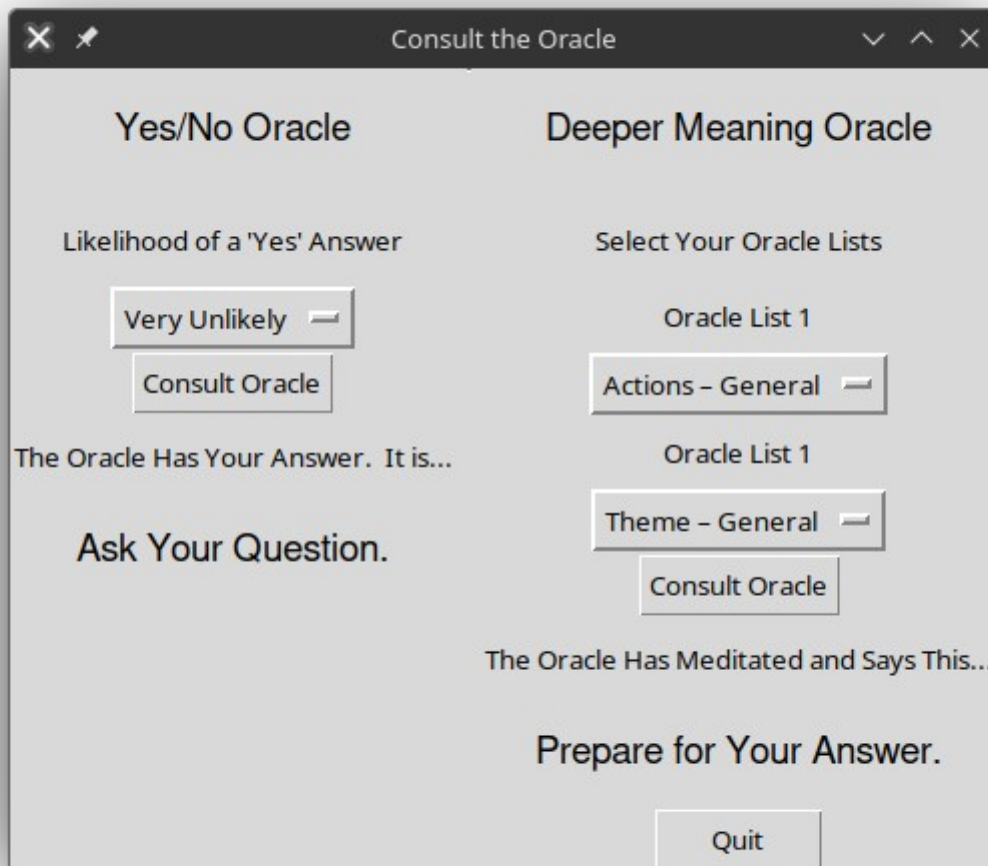 Consult the Oracle
Yes/No Oracle
Likelihood of a 'Yes' Answer
Very Unlikely
Consult Oracle
The Oracle Has Your Answer.  It is...
Ask Your Question.
Deeper Meaning Oracle
Select Your Oracle Lists
Oracle List 1
Actions – General
Oracle List 1
Theme – General
Consult Oracle
The Oracle Has Meditated and Says This...
Prepare for Your Answer.
Quit